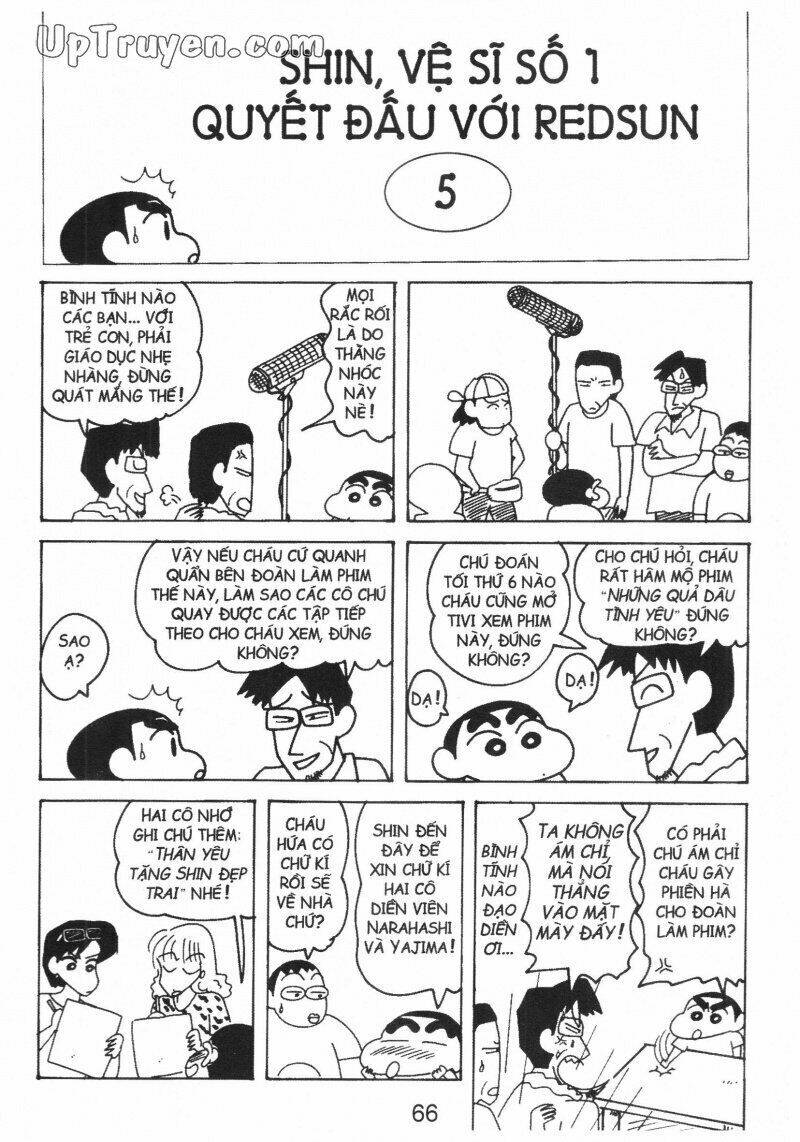 UpTruyen.com
SHIN, VỆ SĨ SỐ 1
QUYẾT ĐẤU VỚI REDSUN
5
MỌI
RẮC RỐI
LÀ DO
THẰNG
NHÓC
NÀY
NÈ!
BÌNH TĨNH NÀO
CÁC BẠN... VỚI
TRẺ CON, PHẢI
GIÁO DỤC NHẸ
NHÀNG, ĐỪNG
QUÁT MẮNG THẾ!
CHO CHÚ HỎI, CHÁU
RẤT HÂM MỘ PHIM
"NHỮNG QUẢ DÂU
TÌNH YÊU" ĐÚNG
KHÔNG?
DẠ!
CHÚ ĐOÁN
TỐI THỨ 6 NÀO
CHÁU CŨNG MỞ
TIVI XEM PHIM
NÀY, ĐÚNG
KHÔNG?
DẠ!
VẬY NẾU CHÁU CỨ QUANH
QUẨN BÊN ĐOÀN LÀM PHIM
THẾ NÀY, LÀM SAO CÁC CÔ CHÚ
QUAY ĐƯỢC CÁC TẬP TIẾP
THEO CHO CHÁU XEM, ĐÚNG
KHÔNG?
SAO
Ạ?
CÓ PHẢI
CHÚ ÁM CHỈ
CHÁU GÂY
PHIỀN HÀ
CHO ĐOÀN
LÀM PHIM?
TA KHÔNG
ÁM CHỈ
MÀ NÓI
THẲNG
VÀO MẶT
MÀY ĐẤY!
BÌNH
TĨNH
NÀO
ĐẠO
DIỄN
ƠI...
SHIN ĐẾN
ĐÂY ĐỂ
XIN CHỮ KÍ
HAI CÔ
DIỄN VIÊN
NARAHASHI
VÀ YAJIMA!
CHÁU
HỨA CÓ
CHỮ KÍ
RỒI SẼ
VỀ NHÀ
CHỨ?
HAI CÔ NHỚ
GHI CHÚ THÊM:
"THÂN YÊU
TẶNG SHIN ĐẸP
TRAI" NHÉ!
66